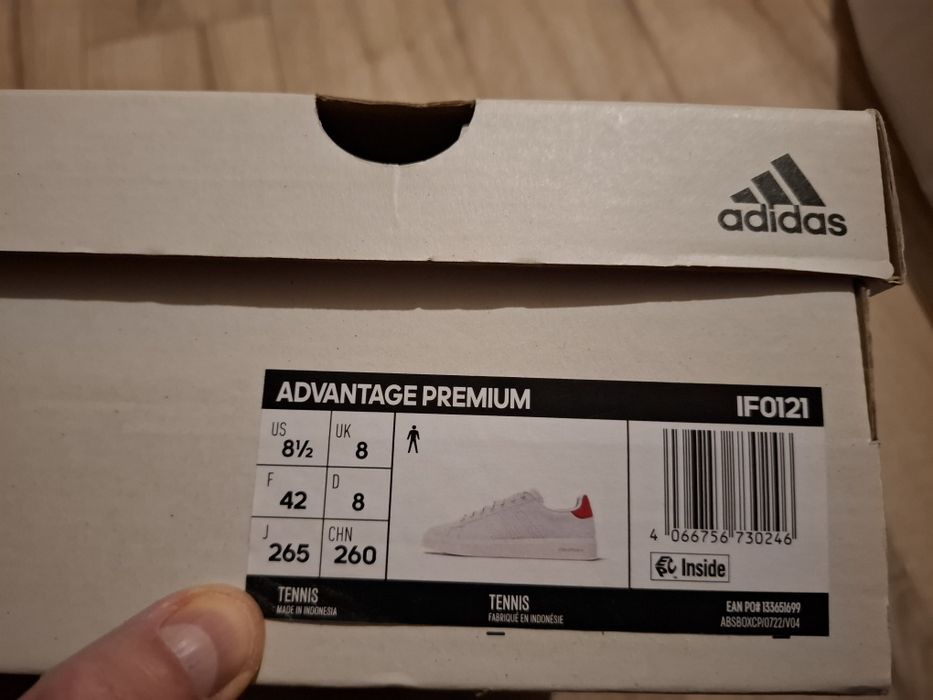 adidas
ADVANTAGE PREMIUM IF0121
US 8½ UK 8
F 42 D 8
J 265 CHN 260
4 066756 730246
Inside
TENNIS
MADE IN INDONESIA
TENNIS
FABRIQUÉ EN INDONÉSIE
EAN PO# 133651699
ABSBOXCP/0722/V04